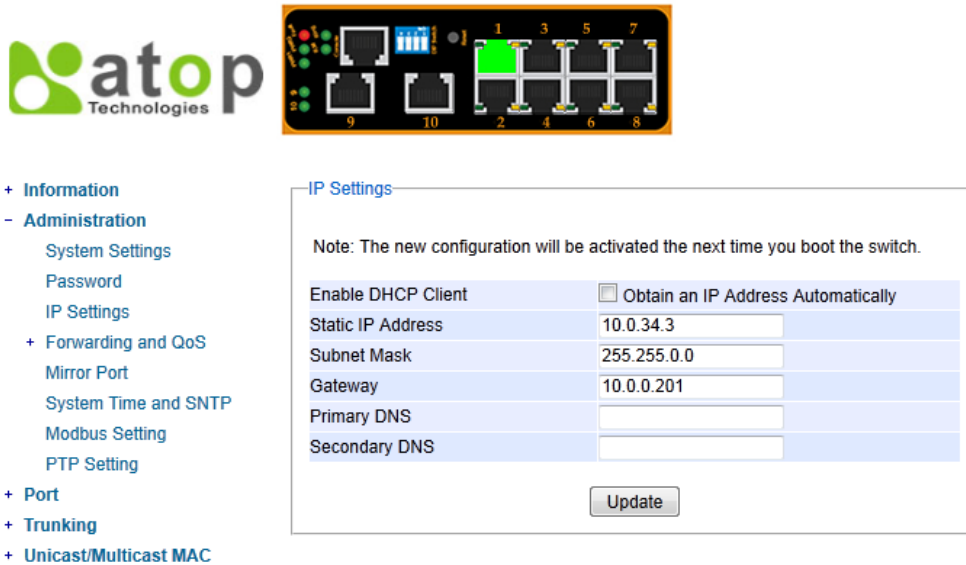 atop
Technologies
1 3 5 7
9 10 2 4 6 8
+ Information
− Administration
System Settings
Password
IP Settings
+ Forwarding and QoS
Mirror Port
System Time and SNTP
Modbus Setting
PTP Setting
+ Port
+ Trunking
+ Unicast/Multicast MAC
IP Settings
Note: The new configuration will be activated the next time you boot the switch.
Enable DHCP Client Obtain an IP Address Automatically
Static IP Address 10.0.34.3
Subnet Mask 255.255.0.0
Gateway 10.0.0.201
Primary DNS
Secondary DNS
Update